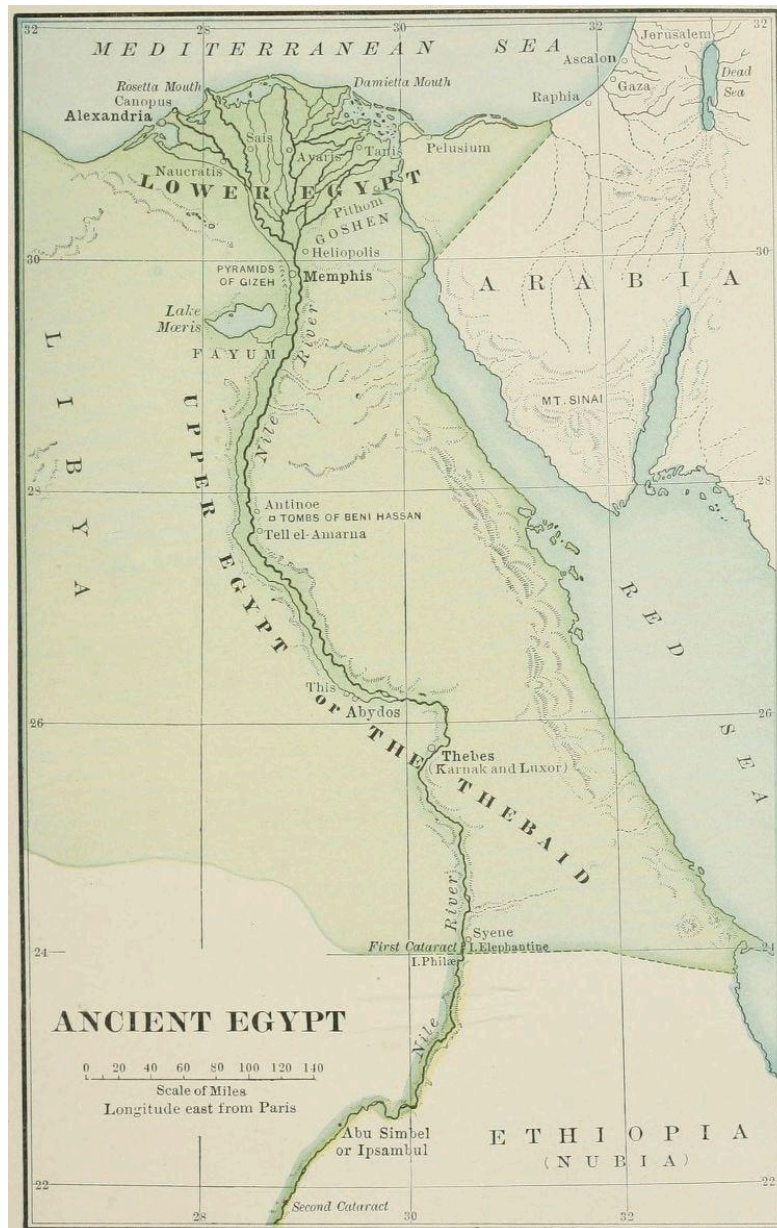 32
28
30
32
32
MEDITERRANEAN SEA
Jerusalem
Ascalon
Rosetta Mouth
Damietta Mouth
Dead
Sea
Canopus
Gaza
Alexandria
Raphia
Sais
Avaris
Tanis
Pelusium
Naucratis
LOWER EGYPT
Pithom
GOSHEN
Heliopolis
30
30
PYRAMIDS
OF GIZEH
Memphis
ARABIA
Lake
Mœris
FAYUM
Nile River
LIBYA
MT. SINAI
UPPER EGYPT
28
28
Antinoe
TOMBS OF BENI HASSAN
Tell el-Amarna
RED SEA
This
Abydos
or THE THEBAID
26
26
Thebes
(Karnak and Luxor)
River
Syene
24
First Cataract
I. Elephantine
24
I. Philæ
ANCIENT EGYPT
Nile
0 20 40 60 80 100 120 140
Scale of Miles
Longitude east from Paris
Abu Simbel
or Ipsambul
ETHIOPIA
(NUBIA)
22
22
Second Cataract
28
30
32